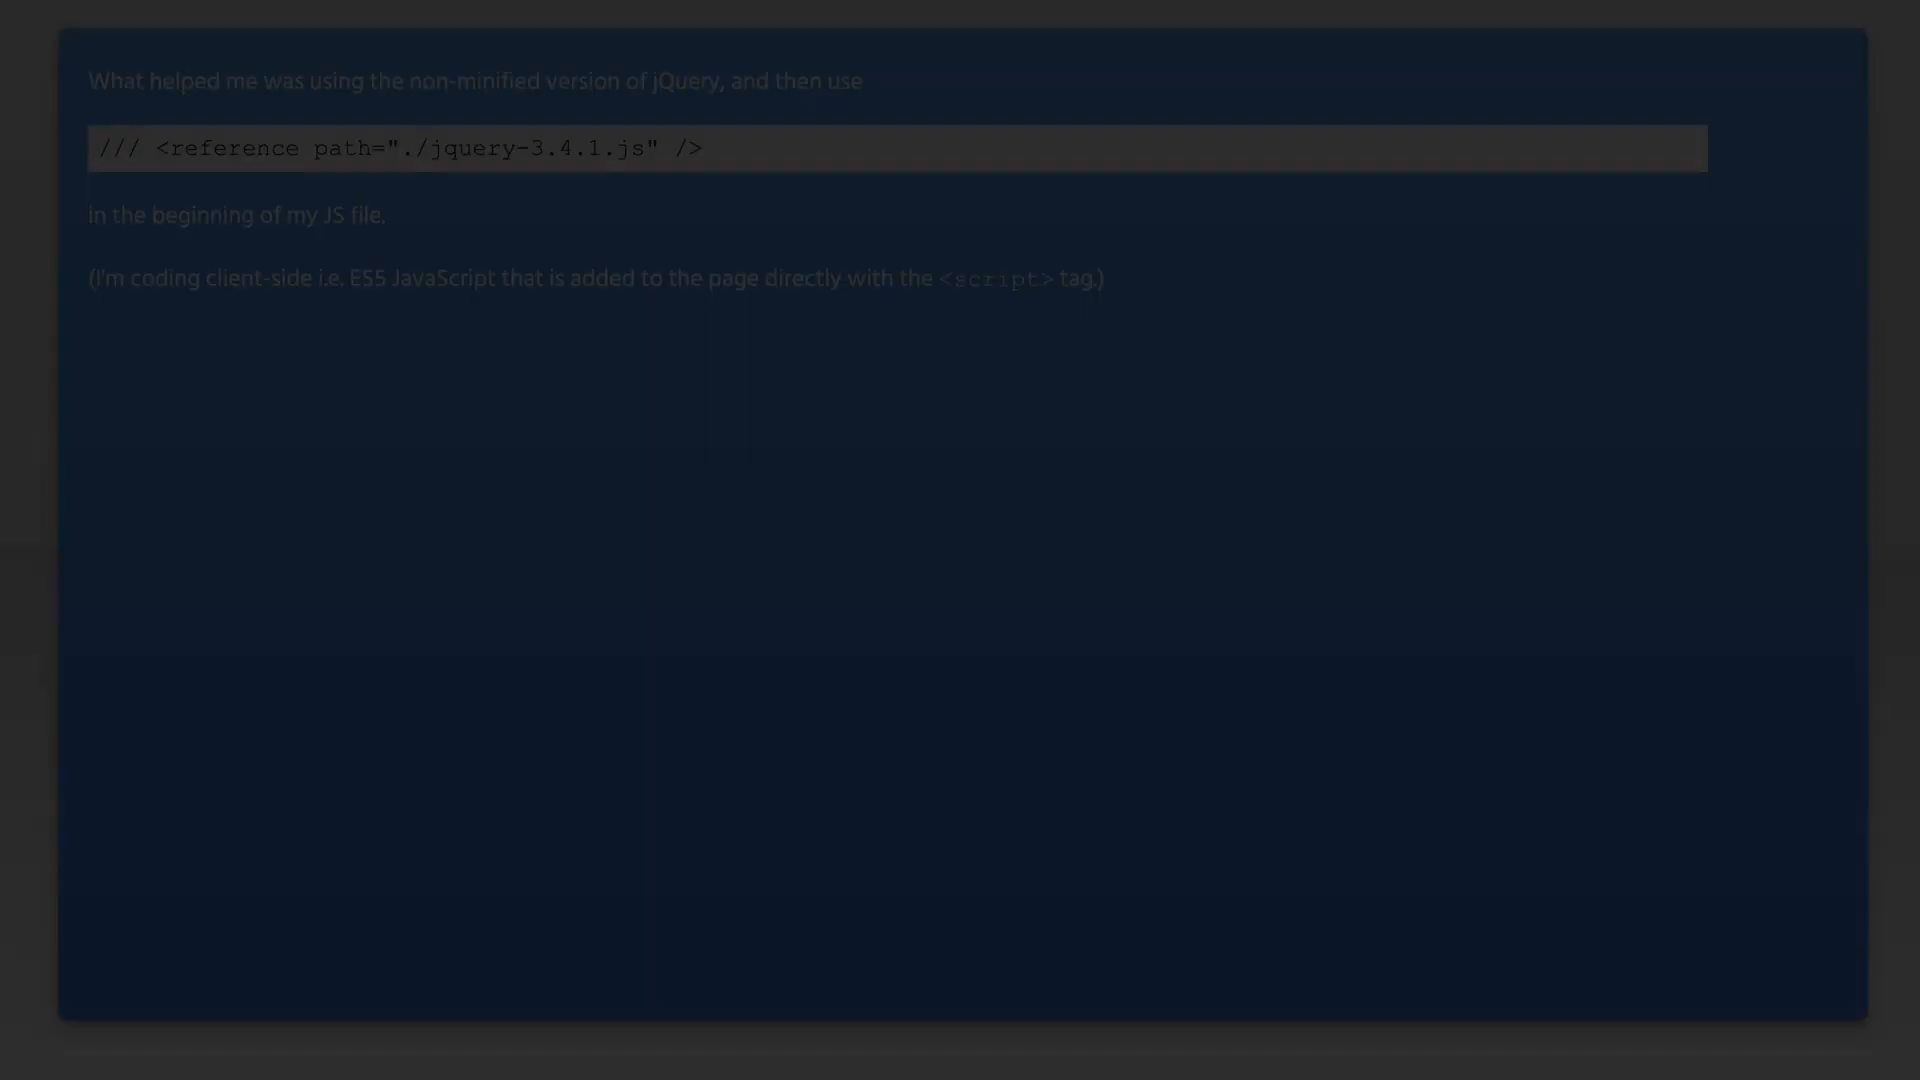 What helped me was using the non-minified version of jQuery, and then use
/// <reference path="./jquery-3.4.1.js" />
in the beginning of my JS file.
(I'm coding client-side i.e. ES5 JavaScript that is added to the page directly with the <script> tag.)